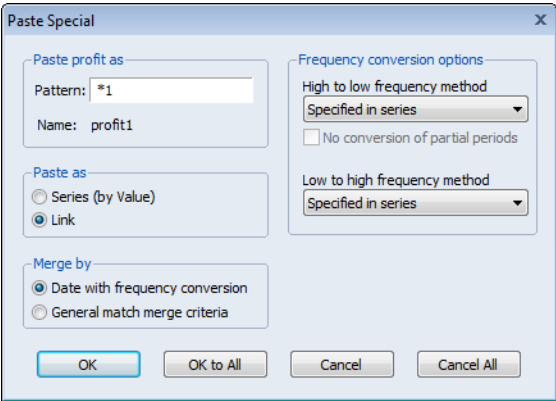 Paste Special
x
Paste profit as
Pattern: *1
Name: profit1
Paste as
Series (by Value)
Link
Merge by
Date with frequency conversion
General match merge criteria
Frequency conversion options
High to low frequency method
Specified in series
No conversion of partial periods
Low to high frequency method
Specified in series
OK
OK to All
Cancel
Cancel All